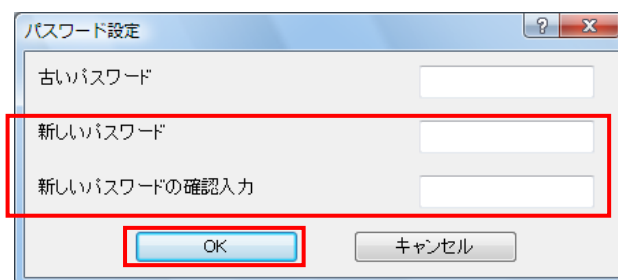 パスワード設定
古いパスワード
新しいパスワード
新しいパスワードの確認入力
OK キャンセル